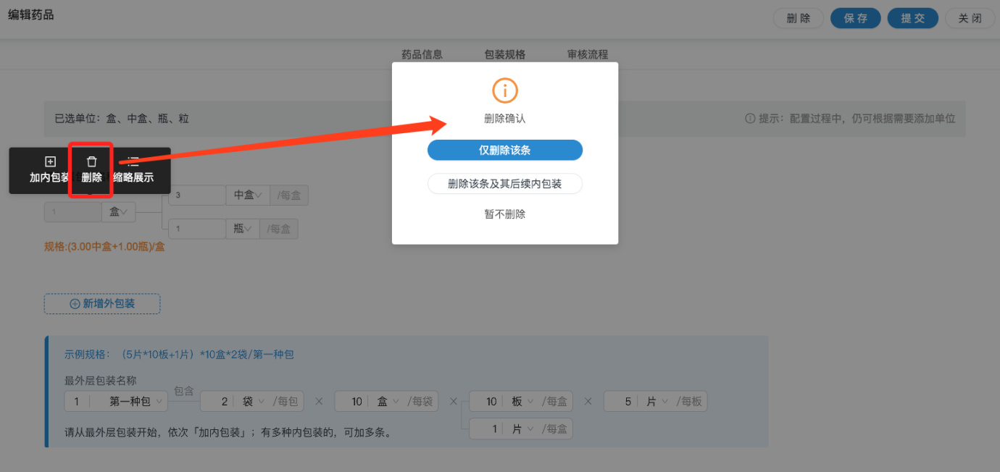 编辑药品
删 除 保 存 提 交 关 闭
药品信息 包装规格 审核流程
删除确认
仅删除该条
删除该条及其后续内包装
暂不删除
已选单位：盒、中盒、瓶、粒
提示：配置过程中，仍可根据需要添加单位
加内包装 删除 缩略展示
3 中盒 /每盒
1 盒
1 瓶 /每盒
规格:(3.00中盒+1.00瓶)/盒
新增外包装
示例规格：（5片*10板+1片）*10盒*2袋/第一种包
最外层包装名称
包含
1 第一种包 2 袋 /每包 × 10 盒 /每袋 × 10 板 /每盒 × 5 片 /每板
1 片 /每盒
请从最外层包装开始，依次「加内包装」；有多种内包装的，可加多条。